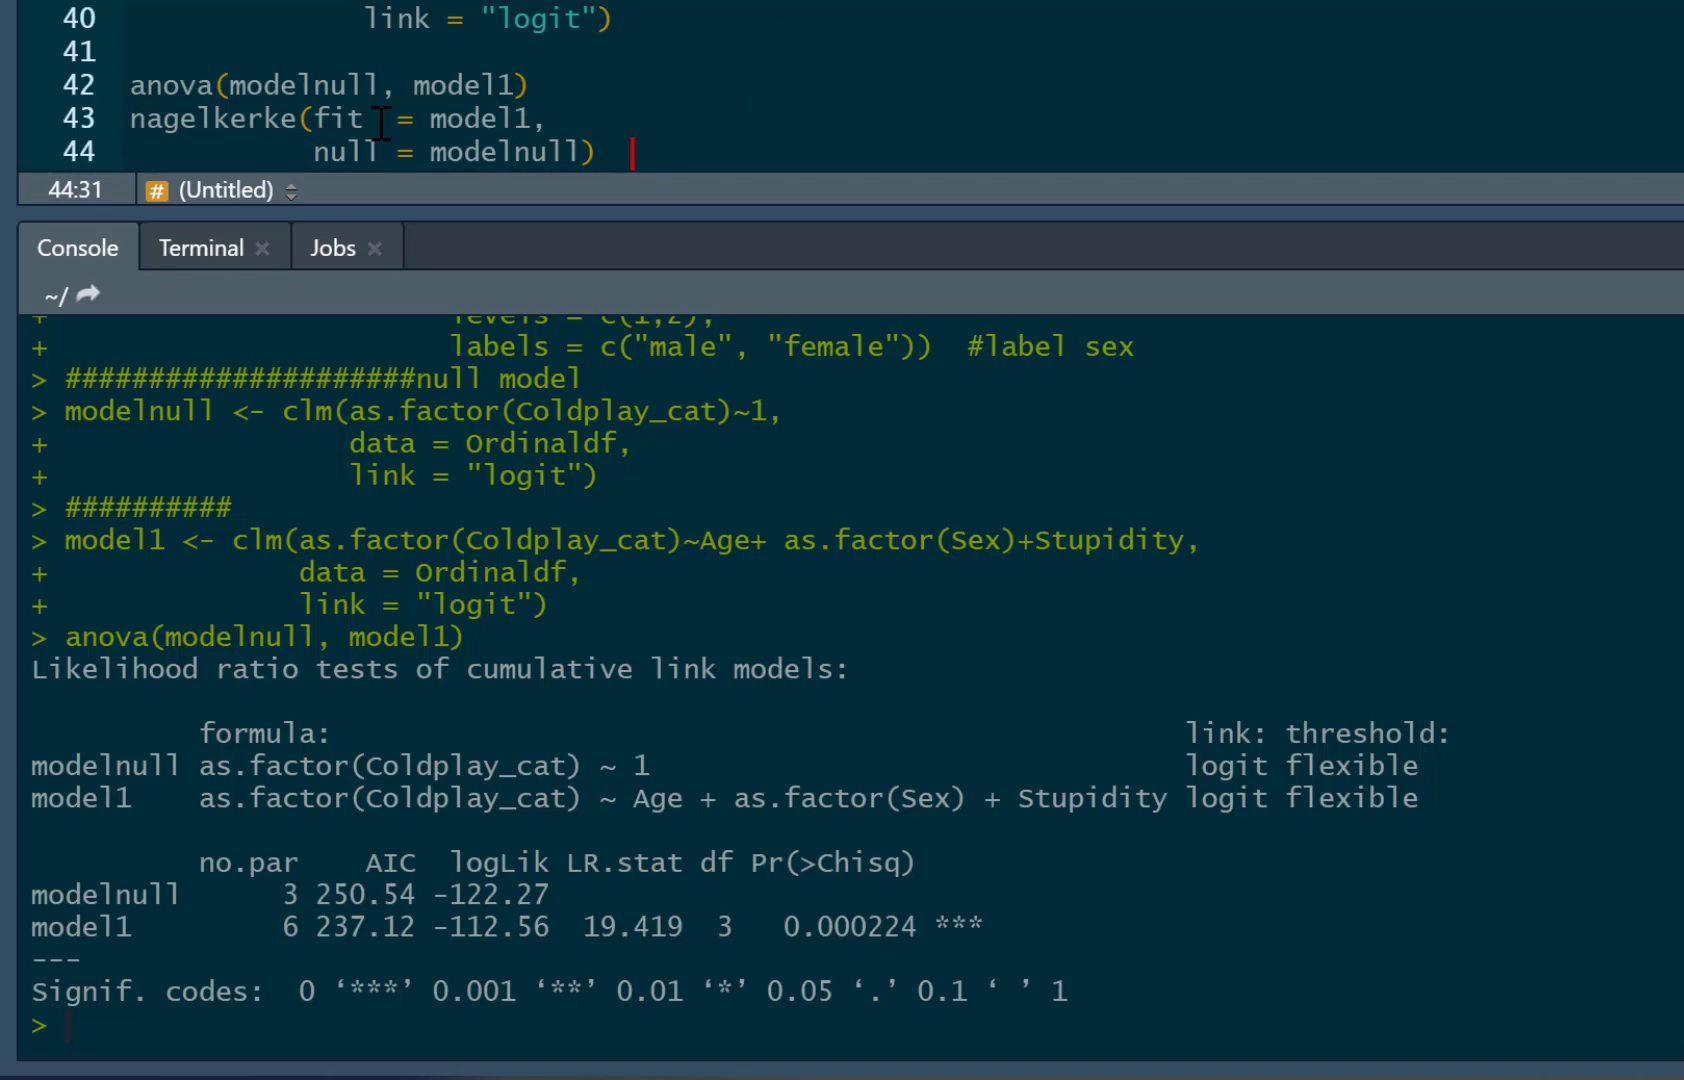 40 link = "logit")
41
42 anova(modelnull, model1)
43 nagelkerke(fit = model1,
44 null = modelnull)
44:31 # (Untitled)
Console Terminal × Jobs ×
~/
+ levels = c(1,2),
+ labels = c("male", "female")) #label sex
> #####################null model
> modelnull <- clm(as.factor(Coldplay_cat)~1,
+ data = Ordinaldf,
+ link = "logit")
> ##########
> model1 <- clm(as.factor(Coldplay_cat)~Age+ as.factor(Sex)+Stupidity,
+ data = Ordinaldf,
+ link = "logit")
> anova(modelnull, model1)
Likelihood ratio tests of cumulative link models:
formula: link: threshold:
modelnull as.factor(Coldplay_cat) ~ 1 logit flexible
model1 as.factor(Coldplay_cat) ~ Age + as.factor(Sex) + Stupidity logit flexible
no.par AIC logLik LR.stat df Pr(>Chisq)
modelnull 3 250.54 -122.27
model1 6 237.12 -112.56 19.419 3 0.000224 ***
---
Signif. codes: 0 ‘***’ 0.001 ‘**’ 0.01 ‘*’ 0.05 ‘.’ 0.1 ‘ ’ 1
>